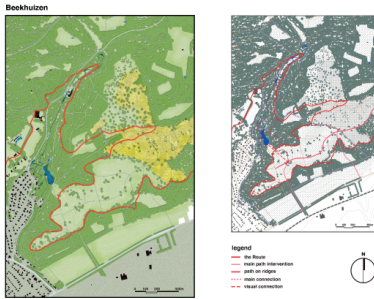 Beekhuizen
legend
the Route
main path intervention
path on ridges
main connection
visual connection
N